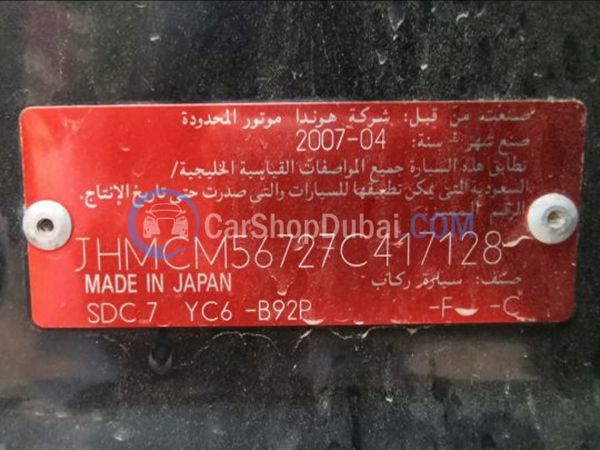 صنعت من قبل: شركة هوندا موتور المحدودة
صنع شهر سنة: 2007-04
تطابق هذه السيارة جميع المواصفات القياسية الخليجية/
السعودية التي يمكن تطبيقها للسيارات والتي صدرت حتى تاريخ الإنتاج.
الرقم
CarShopDubai.COM
JHMCM56727C417128
MADE IN JAPAN صنف: سيارة ركاب
SDC 7 YC6 -B92P -F -C